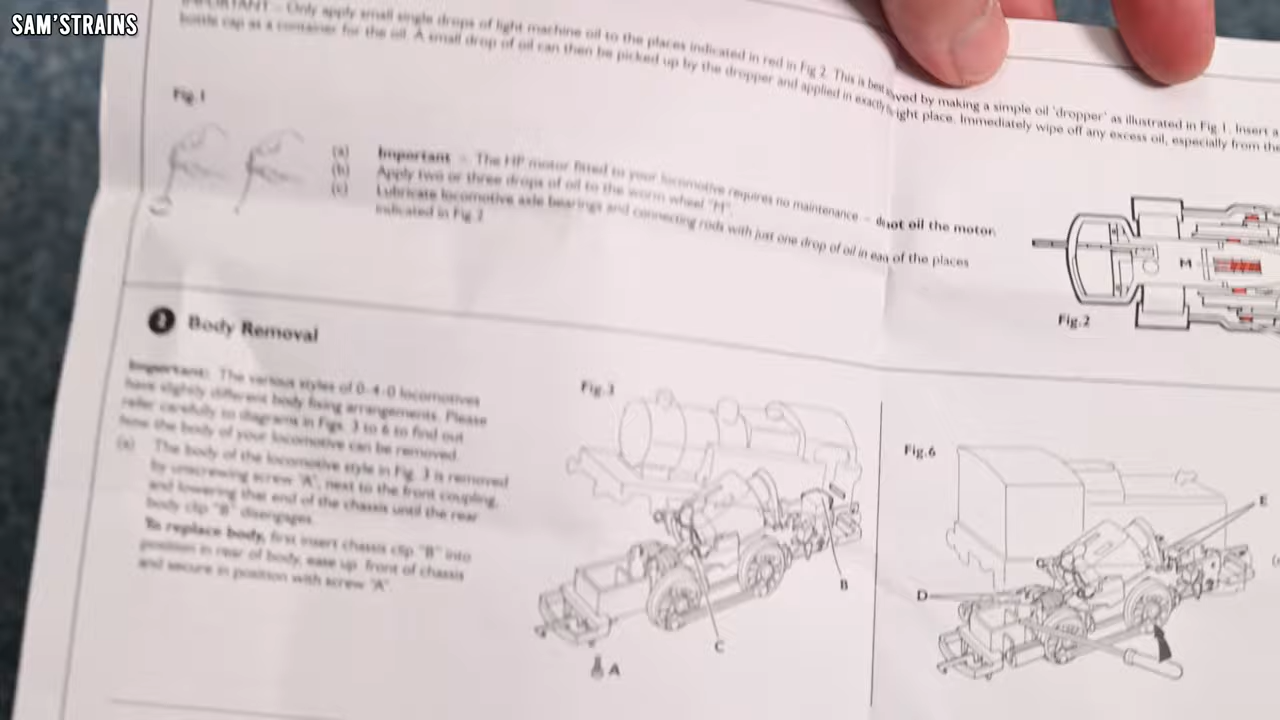 SAM'STRAINS
IMPORTANT – Only apply small single drops of light machine oil to the places indicated in red in Fig 2. This is best achieved by making a simple oil 'dropper' as illustrated in Fig 1. Insert a
bottle cap as a container for the oil. A small drop of oil can then be picked up by the dropper and applied in exactly right place. Immediately wipe off any excess oil, especially from the
Fig.1
(a) Important – The HP motor fitted to your locomotive requires no maintenance – not oil the motor.
(b) Apply two or three drops of oil to the worm wheel "M".
(c) Lubricate locomotive axle bearings and connecting rods with just one drop of oil in each of the places
indicated in Fig 2
M
Fig.2
2 Body Removal
Important: The various styles of 0-4-0 locomotives
have slightly different body fixing arrangements. Please
refer carefully to diagrams in Figs. 3 to 6 to find out
how the body of your locomotive can be removed.
(a) The body of the locomotive style in Fig. 3 is removed
by unscrewing screw "A", next to the front coupling,
and lowering that end of the chassis until the rear
body clip "B" disengages.
To replace body, first insert chassis clip "B" into
position in rear of body, ease up front of chassis
and secure in position with screw "A"
Fig.3
B
C
A
Fig.6
E
D